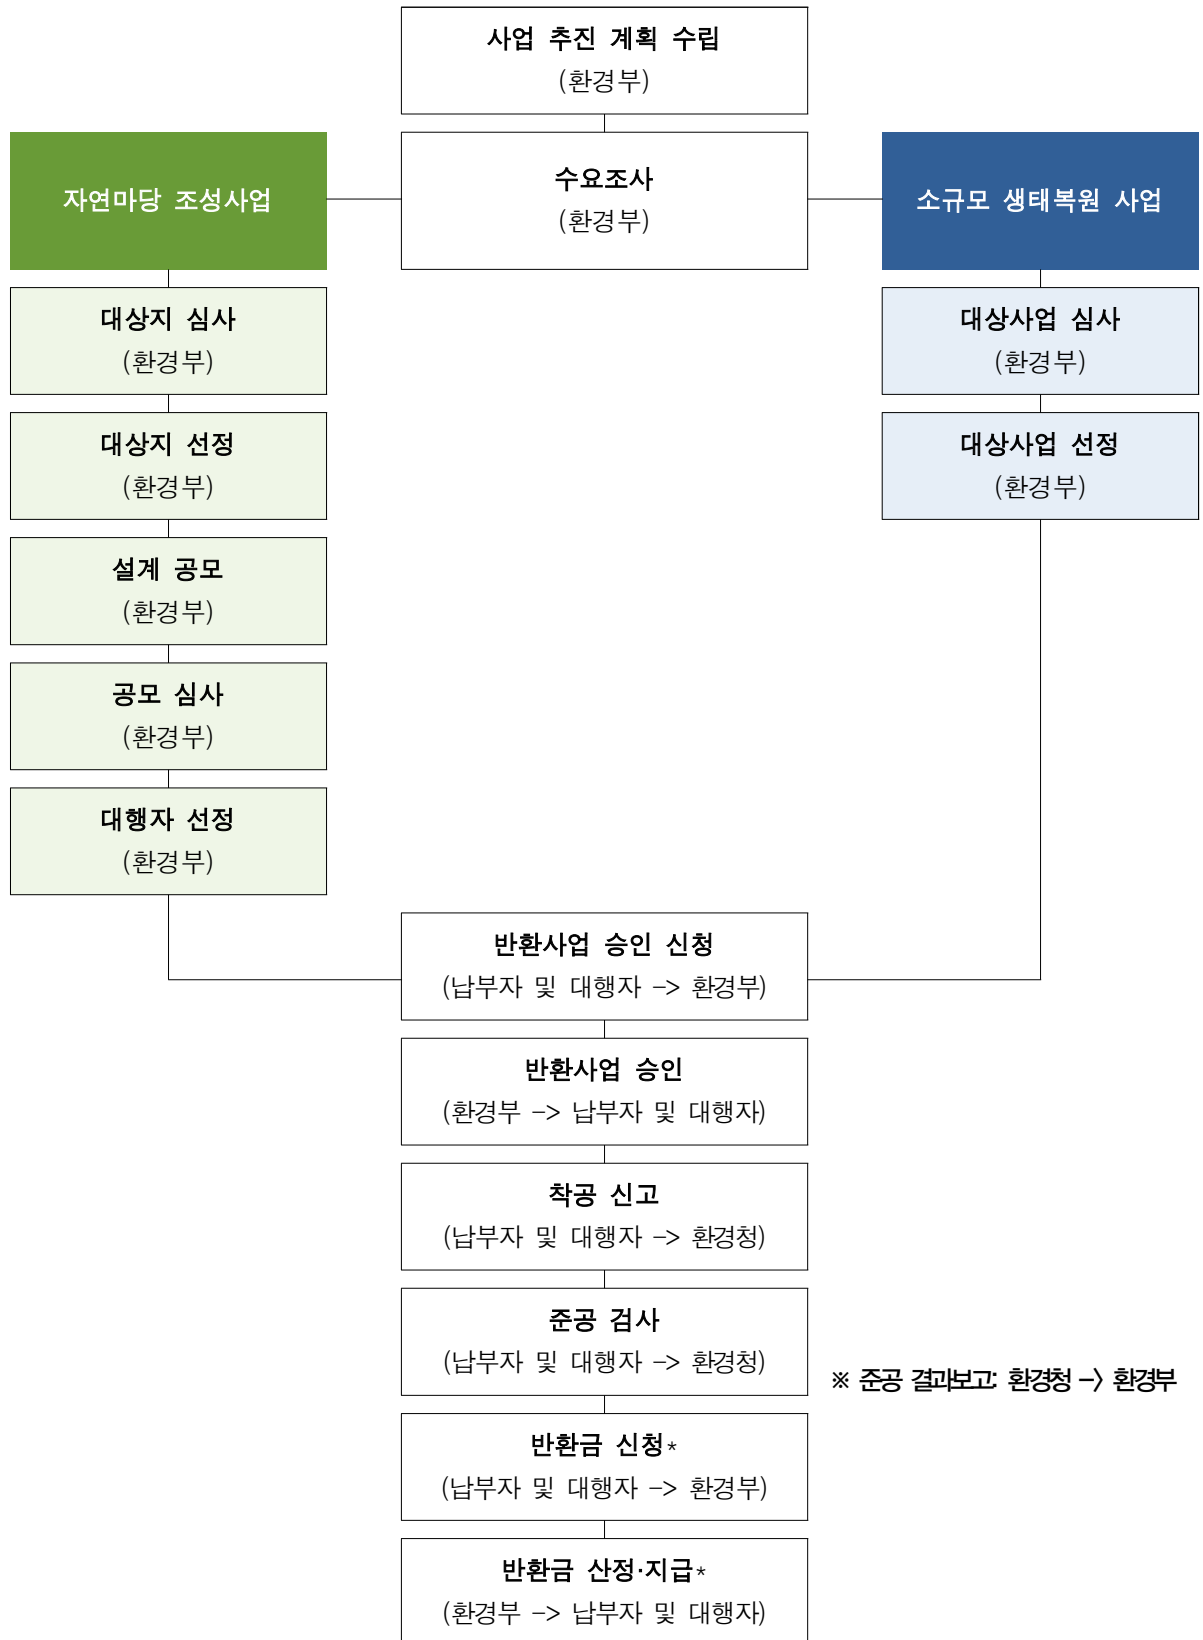 사업 추진 계획 수립
(환경부)
자연마당 조성사업
수요조사
(환경부)
소규모 생태복원 사업
대상지 심사
(환경부)
대상사업 심사
(환경부)
대상지 선정
(환경부)
대상사업 선정
(환경부)
설계 공모
(환경부)
공모 심사
(환경부)
대행자 선정
(환경부)
반환사업 승인 신청
(납부자 및 대행자 -> 환경부)
반환사업 승인
(환경부 -> 납부자 및 대행자)
착공 신고
(납부자 및 대행자 -> 환경청)
준공 검사
(납부자 및 대행자 -> 환경청)
※ 준공 결과보고: 환경청 -> 환경부
반환금 신청*
(납부자 및 대행자 -> 환경부)
반환금 산정·지급*
(환경부 -> 납부자 및 대행자)